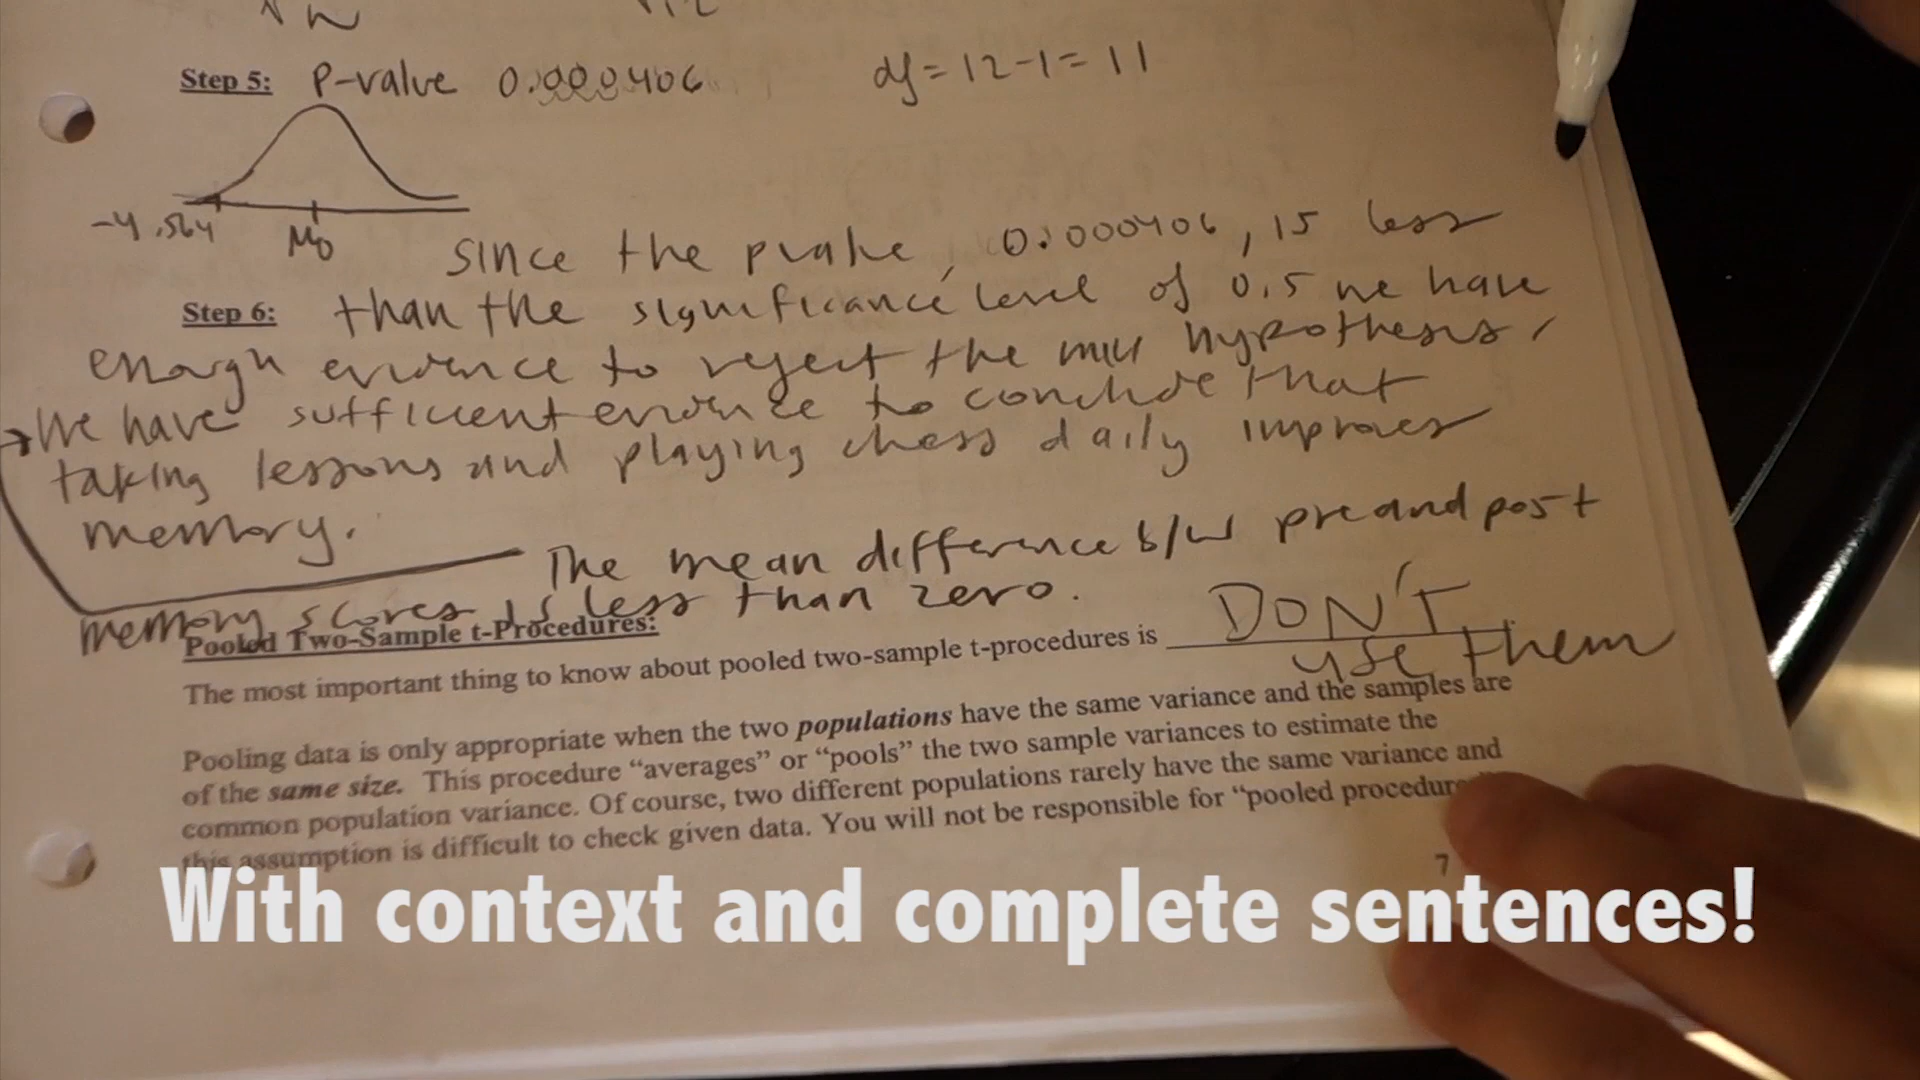 √n √12
Step 5: P-value 0.000406 df = 12-1 = 11
-4.564 μ0
since the pvalue, 0.000406, is less
Step 6: than the significance level of 0.5 we have
enough evidence to reject the null hypothesis.
→ We have sufficient evidence to conclude that
taking lessons and playing chess daily improves
memory.
The mean difference b/w pre and post
memory scores is less than zero.
Pooled Two-Sample t-Procedures:
The most important thing to know about pooled two-sample t-procedures is DON'T
use them
Pooling data is only appropriate when the two populations have the same variance and the samples are
of the same size. This procedure "averages" or "pools" the two sample variances to estimate the
common population variance. Of course, two different populations rarely have the same variance and
this assumption is difficult to check given data. You will not be responsible for "pooled
7
With context and complete sentences!